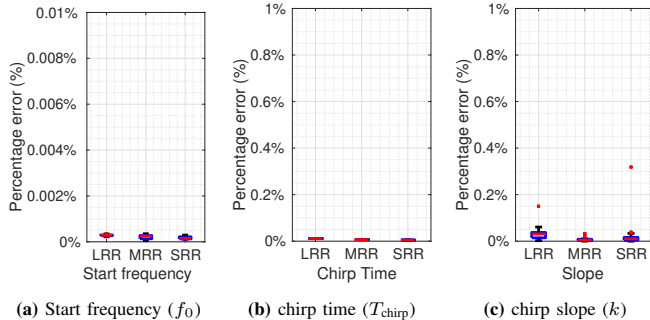 0.01%
0.008%
0.006%
0.004%
0.002%
0%
Percentage error (%)
LRR MRR SRR
Start frequency
1%
0.8%
0.6%
0.4%
0.2%
0%
Percentage error (%)
LRR MRR SRR
Chirp Time
1%
0.8%
0.6%
0.4%
0.2%
0%
Percentage error (%)
LRR MRR SRR
Slope
(a) Start frequency (f₀)
(b) chirp time (T_chirp)
(c) chirp slope (k)